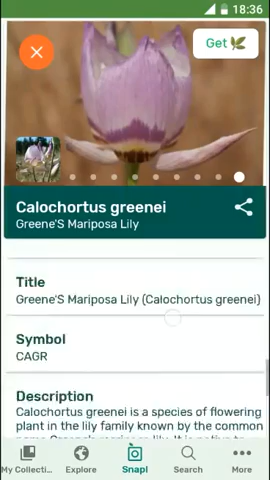 18:36
Get
Calochortus greenei
Greene'S Mariposa Lily
Title
Greene'S Mariposa Lily (Calochortus greenei)
Symbol
CAGR
Description
Calochortus greenei is a species of flowering
plant in the lily family known by the common
name Greene's mariposa lily. It is native to
My Collecti...
Explore
Snap!
Search
More